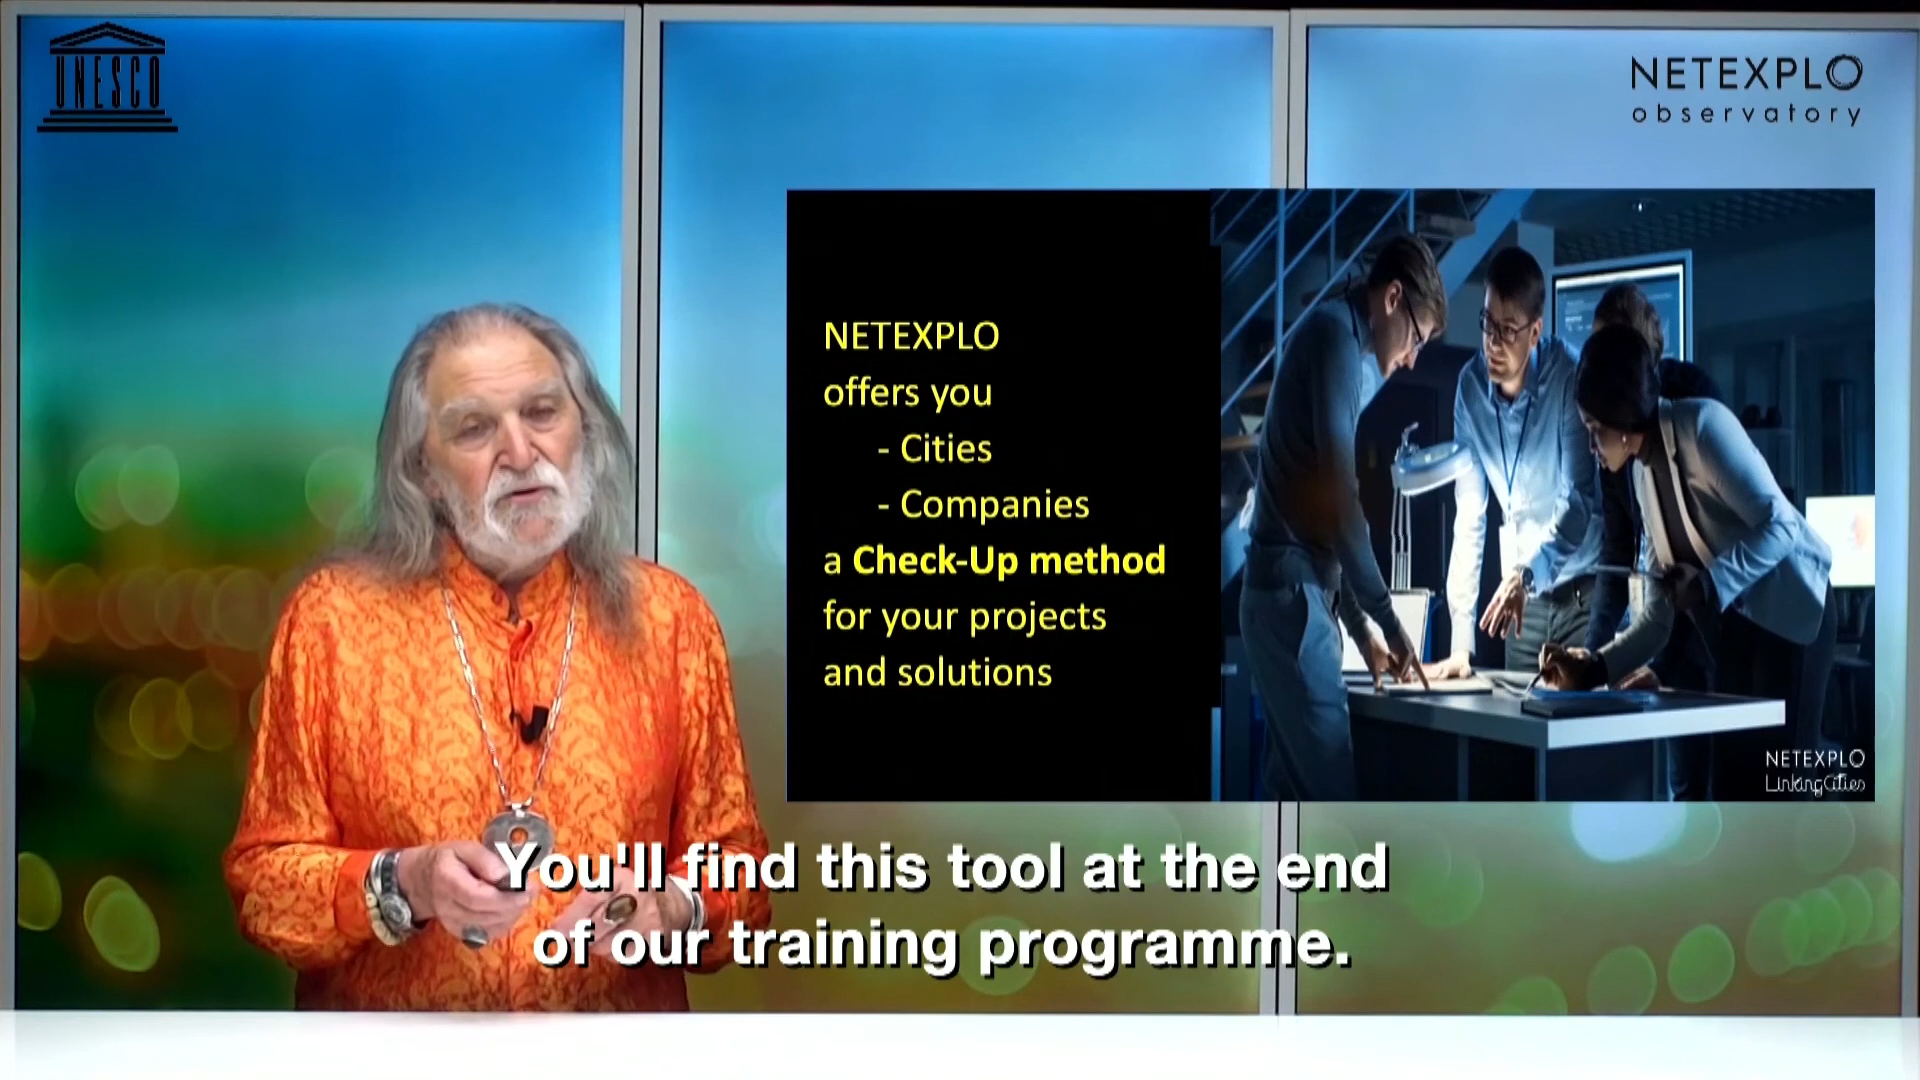 UNESCO
NETEXPLO
observatory
NETEXPLO
offers you
- Cities
- Companies
a Check-Up method
for your projects
and solutions
NETEXPLO
LinkingCities
You'll find this tool at the end
of our training programme.